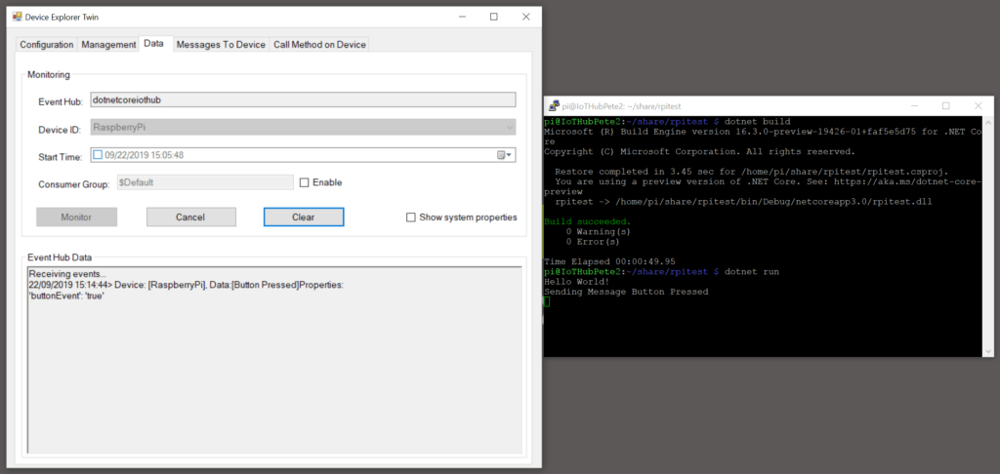 Device Explorer Twin
Configuration Management Data Messages To Device Call Method on Device
Monitoring
Event Hub: dotnetcoreiothub
Device ID: RaspberryPi
Start Time: 09/22/2019 15:05:48
Consumer Group: $Default Enable
Monitor Cancel Clear Show system properties
Event Hub Data
Receiving events...
22/09/2019 15:14:44> Device: [RaspberryPi], Data:[Button Pressed]Properties:
'buttonEvent': 'true'
pi@IoTHubPete2: ~/share/rpitest
pi@IoTHubPete2:~/share/rpitest $ dotnet build
Microsoft (R) Build Engine version 16.3.0-preview-19426-01+faf5e5d75 for .NET Co
re
Copyright (C) Microsoft Corporation. All rights reserved.
Restore completed in 3.45 sec for /home/pi/share/rpitest/rpitest.csproj.
You are using a preview version of .NET Core. See: https://aka.ms/dotnet-core-
preview
rpitest -> /home/pi/share/rpitest/bin/Debug/netcoreapp3.0/rpitest.dll
Build succeeded.
0 Warning(s)
0 Error(s)
Time Elapsed 00:00:49.95
pi@IoTHubPete2:~/share/rpitest $ dotnet run
Hello World!
Sending Message Button Pressed